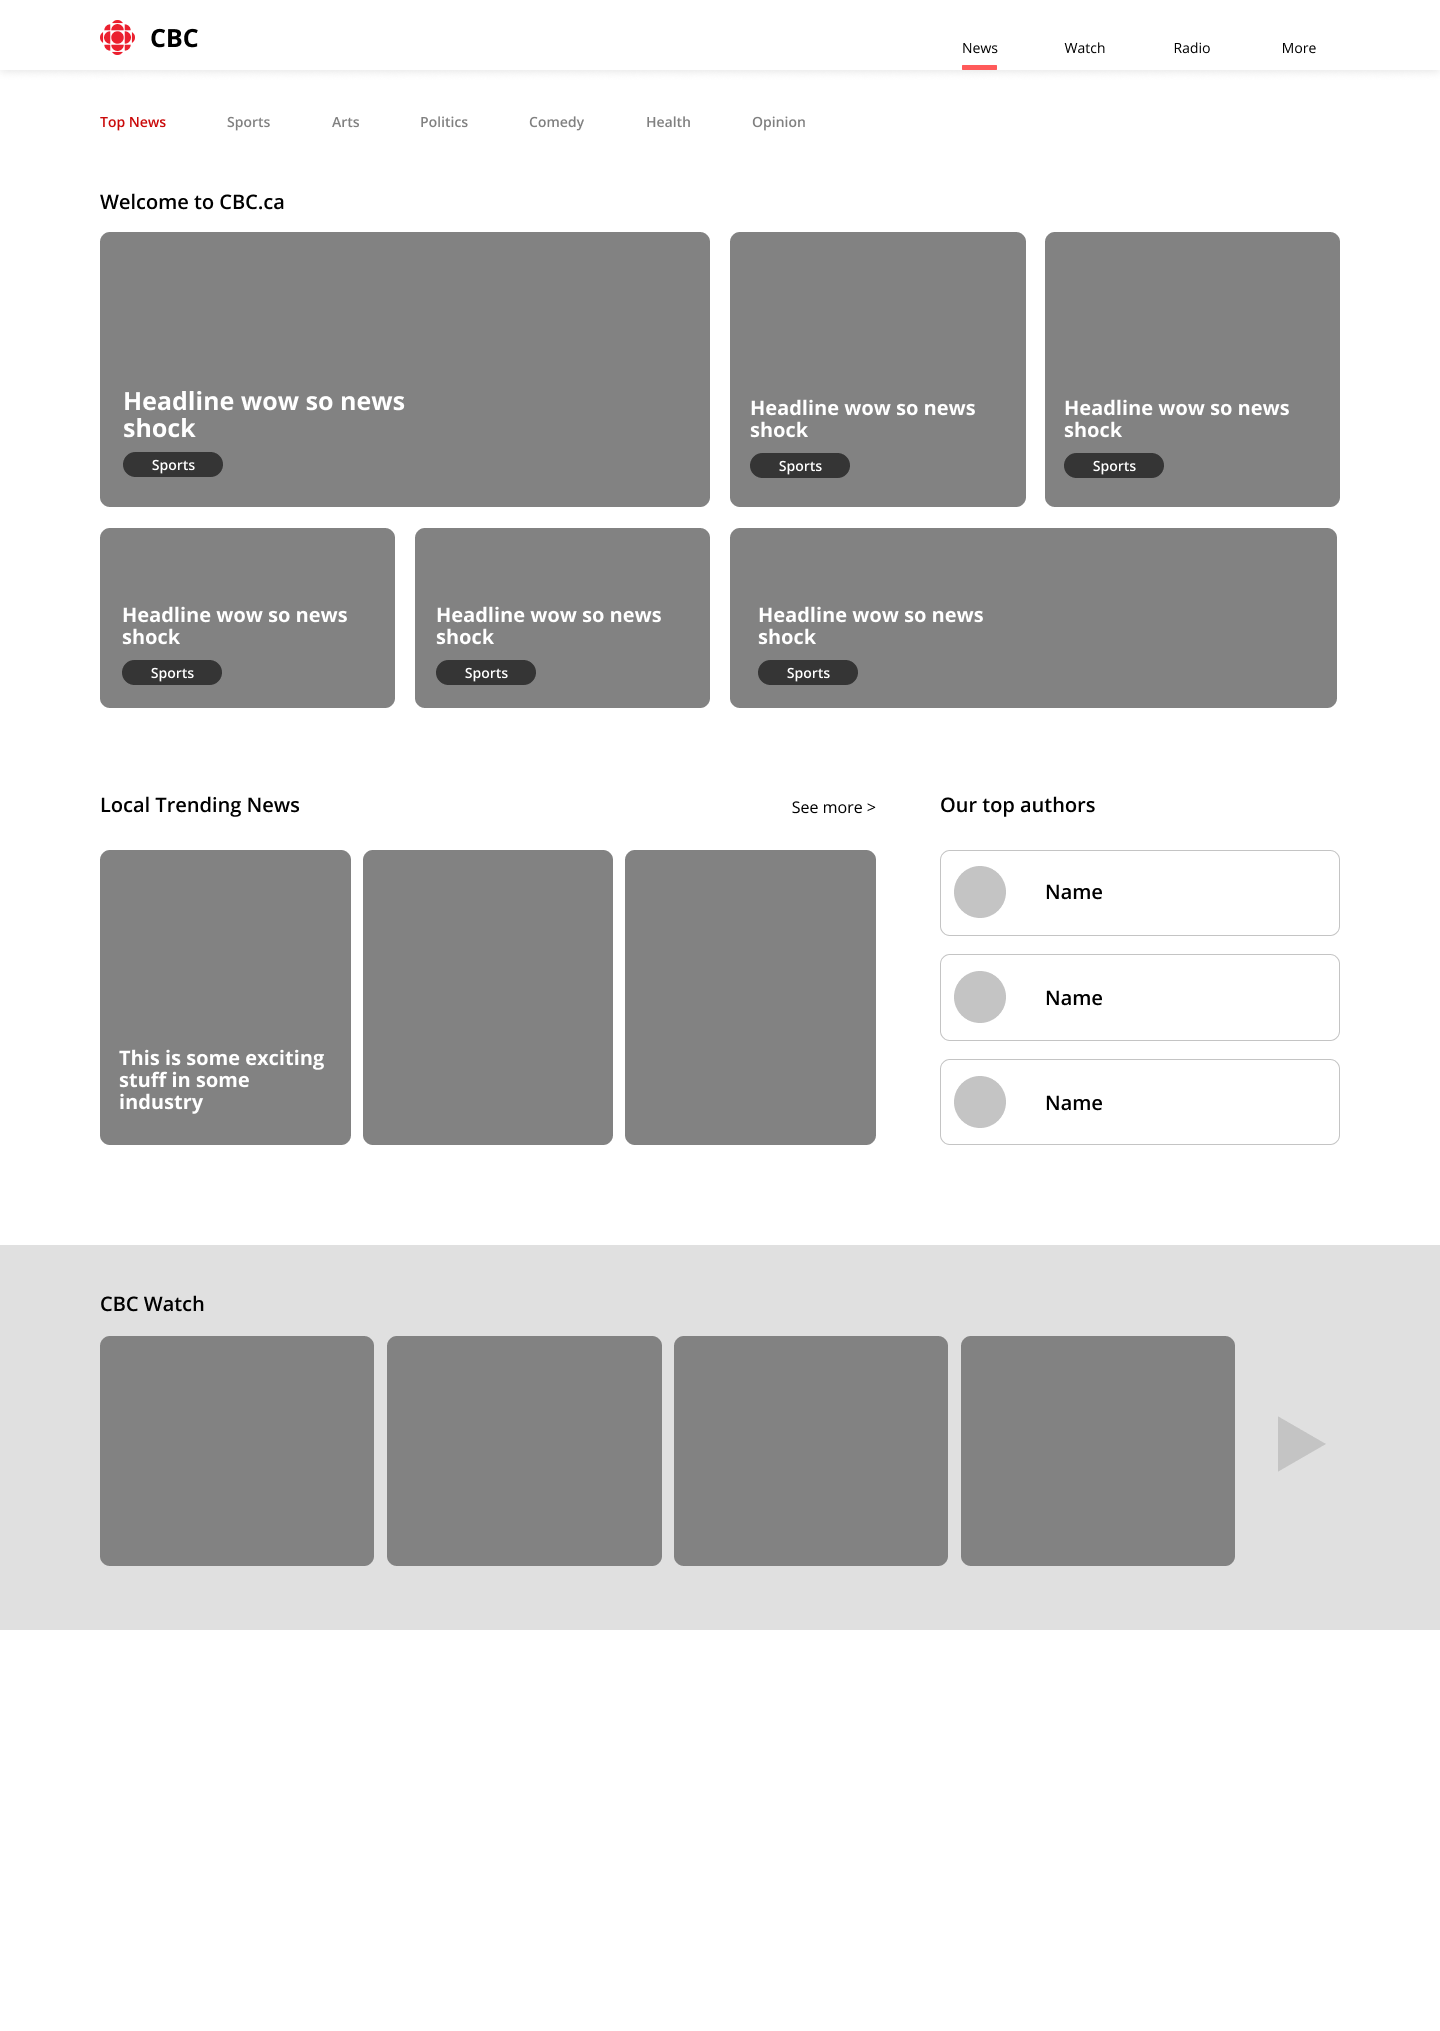 CBC
News Watch Radio More
Top News Sports Arts Politics Comedy Health Opinion
Welcome to CBC.ca
Headline wow so news
shock
Sports
Headline wow so news
shock
Sports
Headline wow so news
shock
Sports
Headline wow so news
shock
Sports
Headline wow so news
shock
Sports
Headline wow so news
shock
Sports
Local Trending News
See more >
This is some exciting
stuff in some
industry
Our top authors
Name
Name
Name
CBC Watch